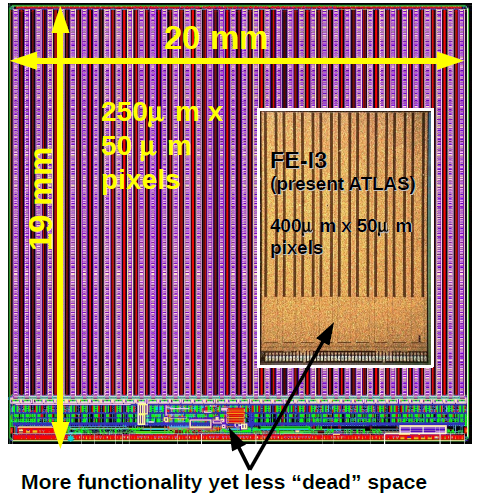 20 mm
250μ m x
50 μ m
pixels
19 mm
FE-I3
(present ATLAS)
400μ m x 50μ m
pixels
More functionality yet less “dead” space